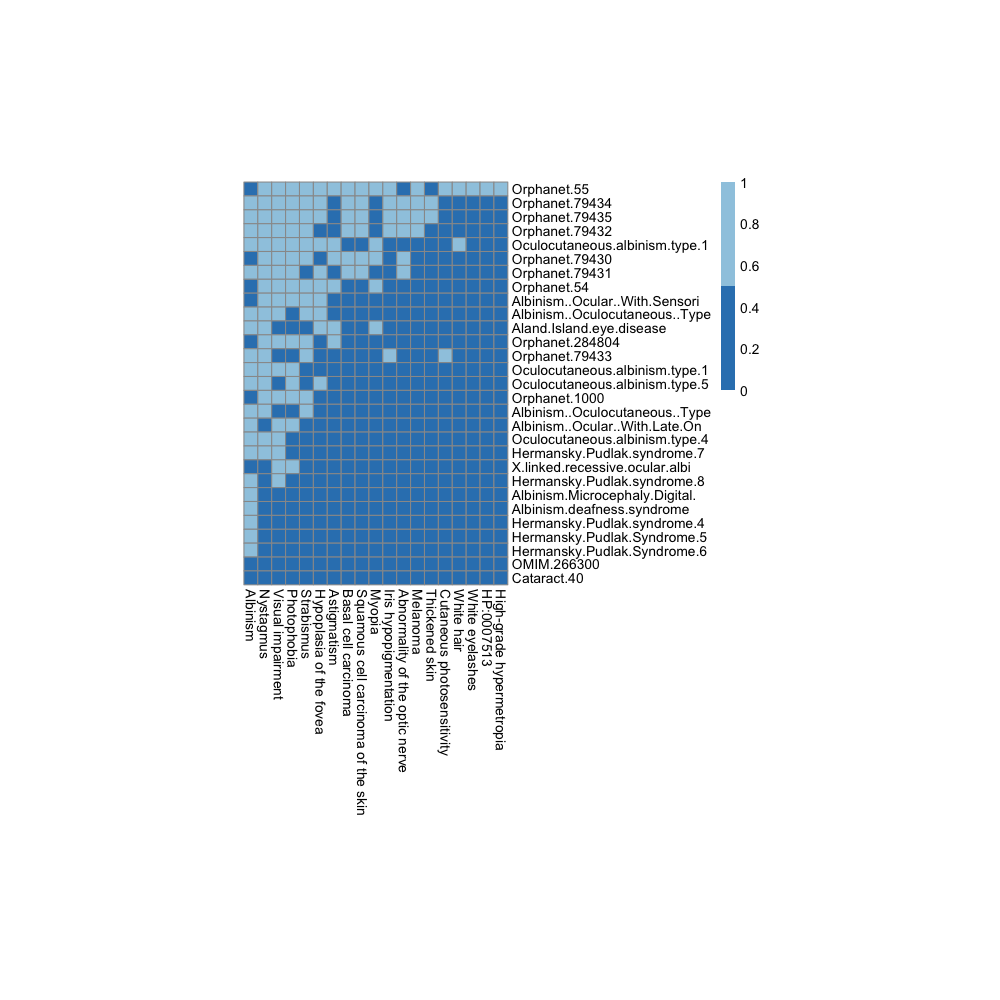 1
0.8
0.6
0.4
0.2
0
Orphanet.55
Orphanet.79434
Orphanet.79435
Orphanet.79432
Oculocutaneous.albinism.type.1
Orphanet.79430
Orphanet.79431
Orphanet.54
Albinism..Ocular..With.Sensori
Albinism..Oculocutaneous..Type
Aland.Island.eye.disease
Orphanet.284804
Orphanet.79433
Oculocutaneous.albinism.type.1
Oculocutaneous.albinism.type.5
Orphanet.1000
Albinism..Oculocutaneous..Type
Albinism..Ocular..With.Late.On
Oculocutaneous.albinism.type.4
Hermansky.Pudlak.syndrome.7
X.linked.recessive.ocular.albi
Hermansky.Pudlak.syndrome.8
Albinism.Microcephaly.Digital.
Albinism.deafness.syndrome
Hermansky.Pudlak.syndrome.4
Hermansky.Pudlak.Syndrome.5
Hermansky.Pudlak.Syndrome.6
OMIM.266300
Cataract.40
Albinism
Nystagmus
Visual impairment
Photophobia
Strabismus
Hypoplasia of the fovea
Astigmatism
Basal cell carcinoma
Squamous cell carcinoma of the skin
Myopia
Iris hypopigmentation
Abnormality of the optic nerve
Melanoma
Thickened skin
Cutaneous photosensitivity
White hair
White eyelashes
HP:0007513
High-grade hypermetropia